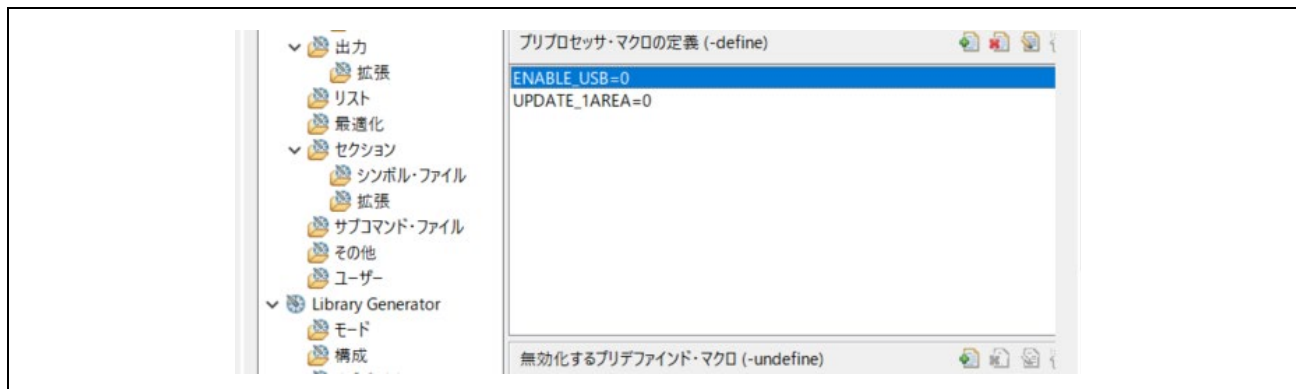 出力
拡張
リスト
最適化
セクション
シンボル・ファイル
拡張
サブコマンド・ファイル
その他
ユーザー
Library Generator
モード
構成
プリプロセッサ・マクロの定義 (-define)
ENABLE_USB=0
UPDATE_1AREA=0
無効化するプリデファインド・マクロ (-undefine)